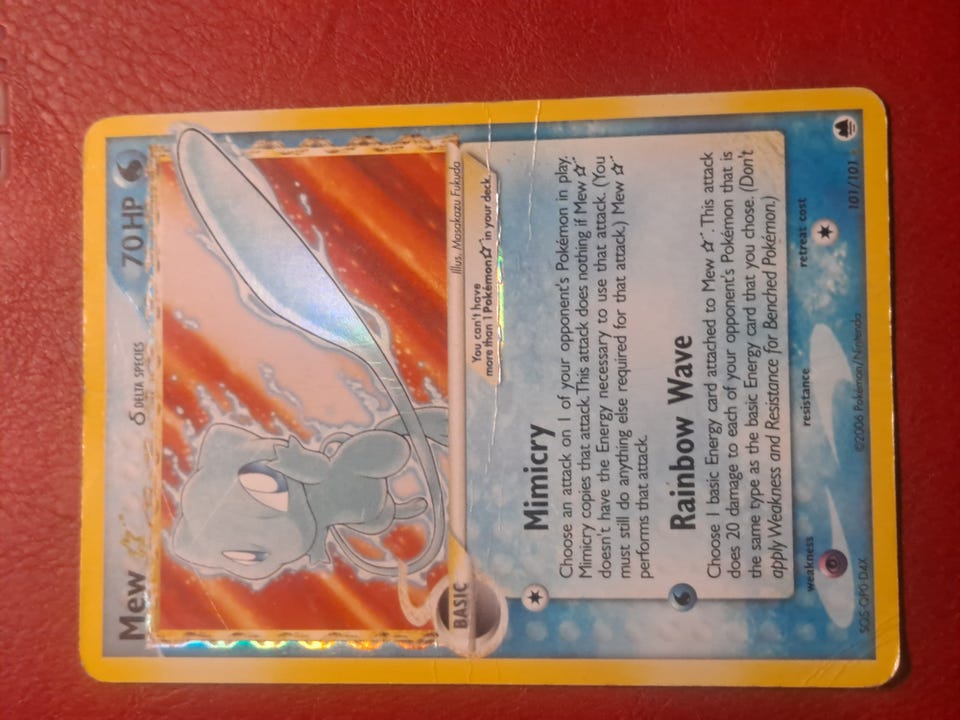 Mew ☆ δ DELTA SPECIES 70 HP
Illus. Masakazu Fukuda
BASIC
You can't have
more than 1 Pokémon ☆ in your deck.
Mimicry
Choose an attack on 1 of your opponent's Pokémon in play.
Mimicry copies that attack. This attack does nothing if Mew ☆
doesn't have the Energy necessary to use that attack. (You
must still do anything else required for that attack.) Mew ☆
performs that attack.
Rainbow Wave
Choose 1 basic Energy card attached to Mew ☆. This attack
does 20 damage to each of your opponent's Pokémon that is
the same type as the basic Energy card that you chose. (Don't
apply Weakness and Resistance for Benched Pokémon.)
weakness resistance retreat cost
©2006 Pokémon/Nintendo 101/101